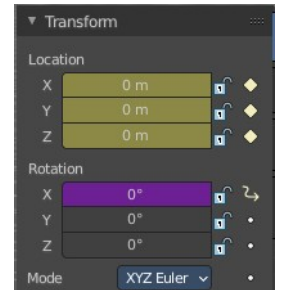 Transform
Location
X 0 m
Y 0 m
Z 0 m
Rotation
X 0°
Y 0°
Z 0°
Mode XYZ Euler